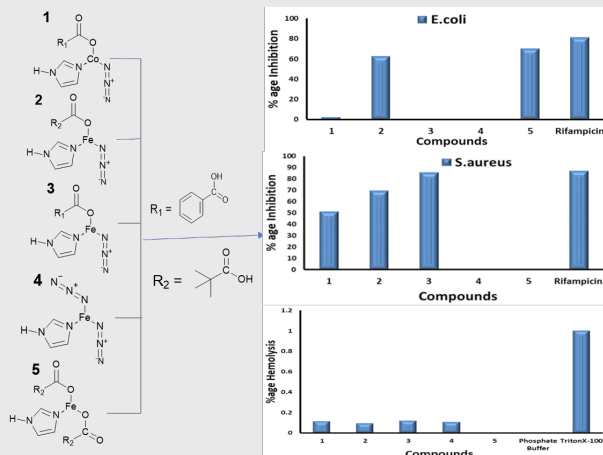 1
O
R1
O
H-N
N
Co
N
N+
-N
2
O
R2
O
H-N
N
Fe
N
N+
-N
3
O
R1
O
H-N
N
Fe
N
N+
-N
4
N-
N+
N
H-N
N
Fe
N
N+
-N
5
O
R2
O
H-N
N
Fe
O
R2
C
O
R1 =
OH
C
O
R2 =
O
C
OH
E.coli
% age Inhibition
100
80
60
40
20
0
1 2 3 4 5 Rifampicin
Compounds
S.aureus
% age Inhibition
100
90
80
70
60
50
40
30
20
10
0
1 2 3 4 5 Rifampicin
Compounds
%age Hemolysis
1.2
1
0.8
0.6
0.4
0.2
0
1 2 3 4 5 Phosphate Buffer TritonX-100
Compounds